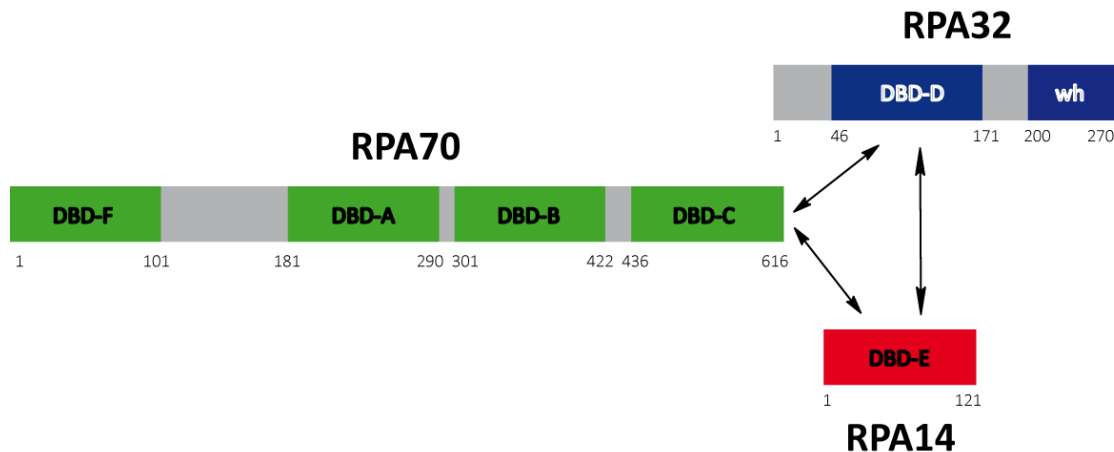 RPA32
DBD-D wh
1 46 171 200 270
RPA70
DBD-F DBD-A DBD-B DBD-C
1 101 181 290 301 422 436 616
DBD-E
1 121
RPA14